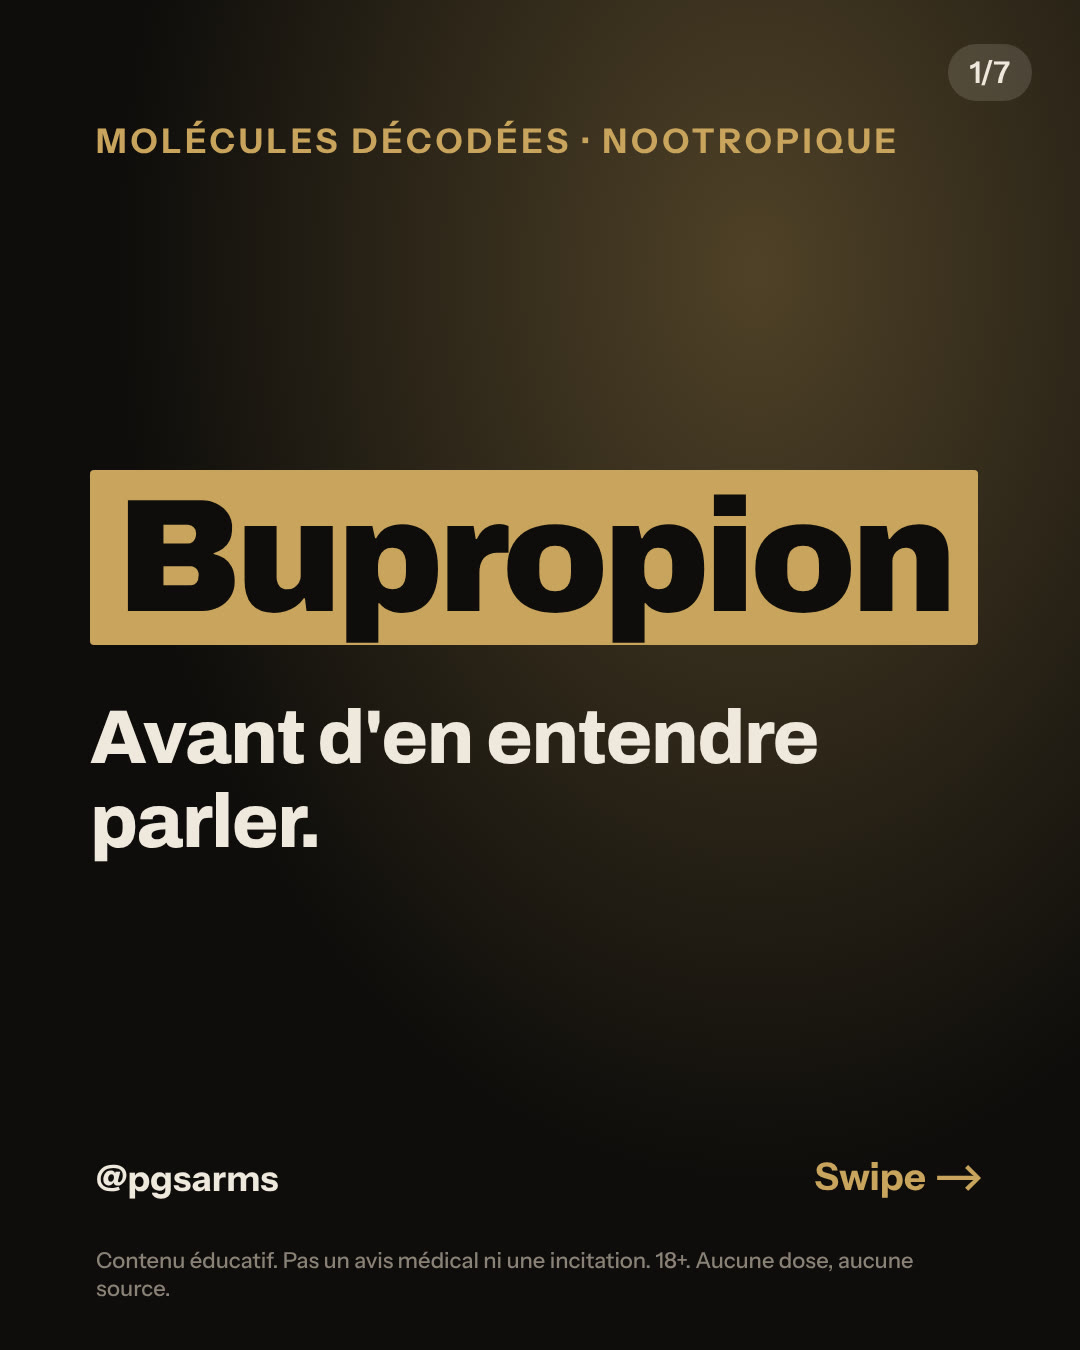 1/7
MOLÉCULES DÉCODÉES · NOOTROPIQUE
Bupropion
Avant d'en entendre
parler.
@pgsarms
Swipe →
Contenu éducatif. Pas un avis médical ni une incitation. 18+. Aucune dose, aucune
source.